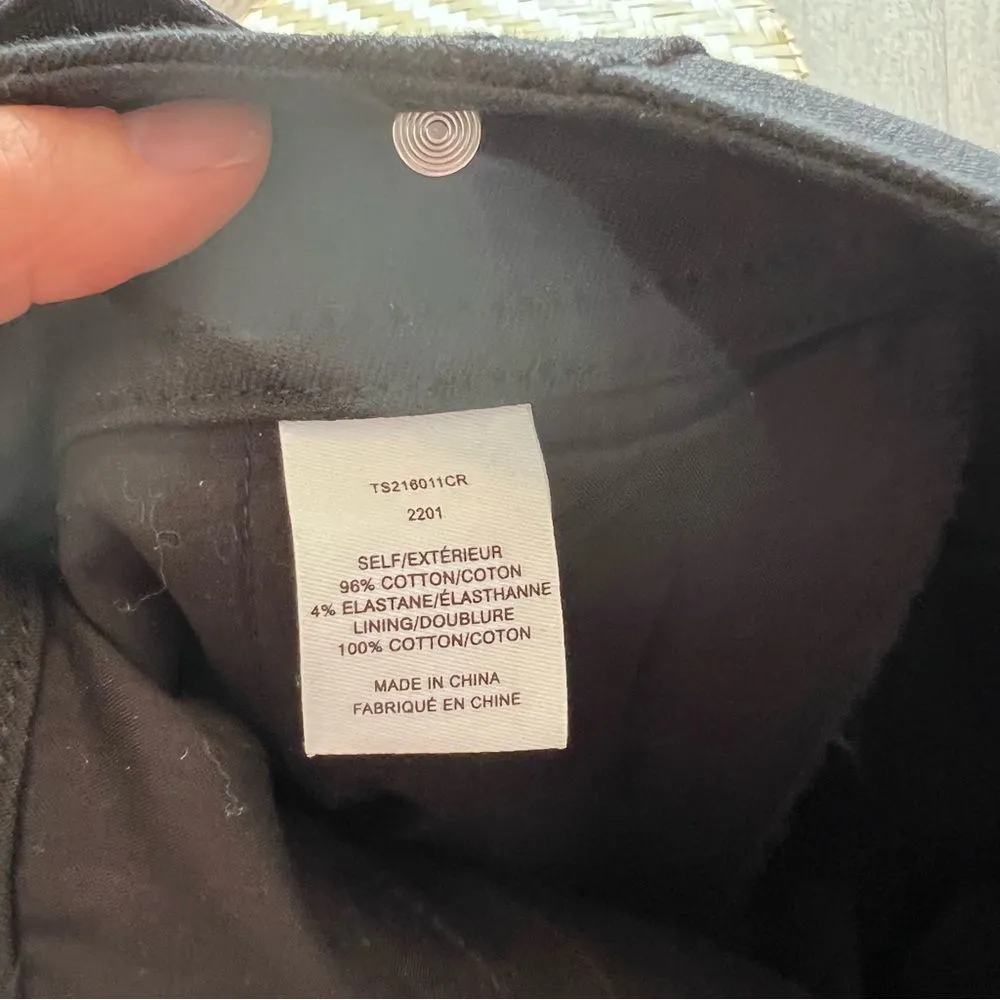 TS216011CR
2201
SELF/EXTÉRIEUR
96% COTTON/COTON
4% ELASTANE/ÉLASTHANNE
LINING/DOUBLURE
100% COTTON/COTON
MADE IN CHINA
FABRIQUÉ EN CHINE